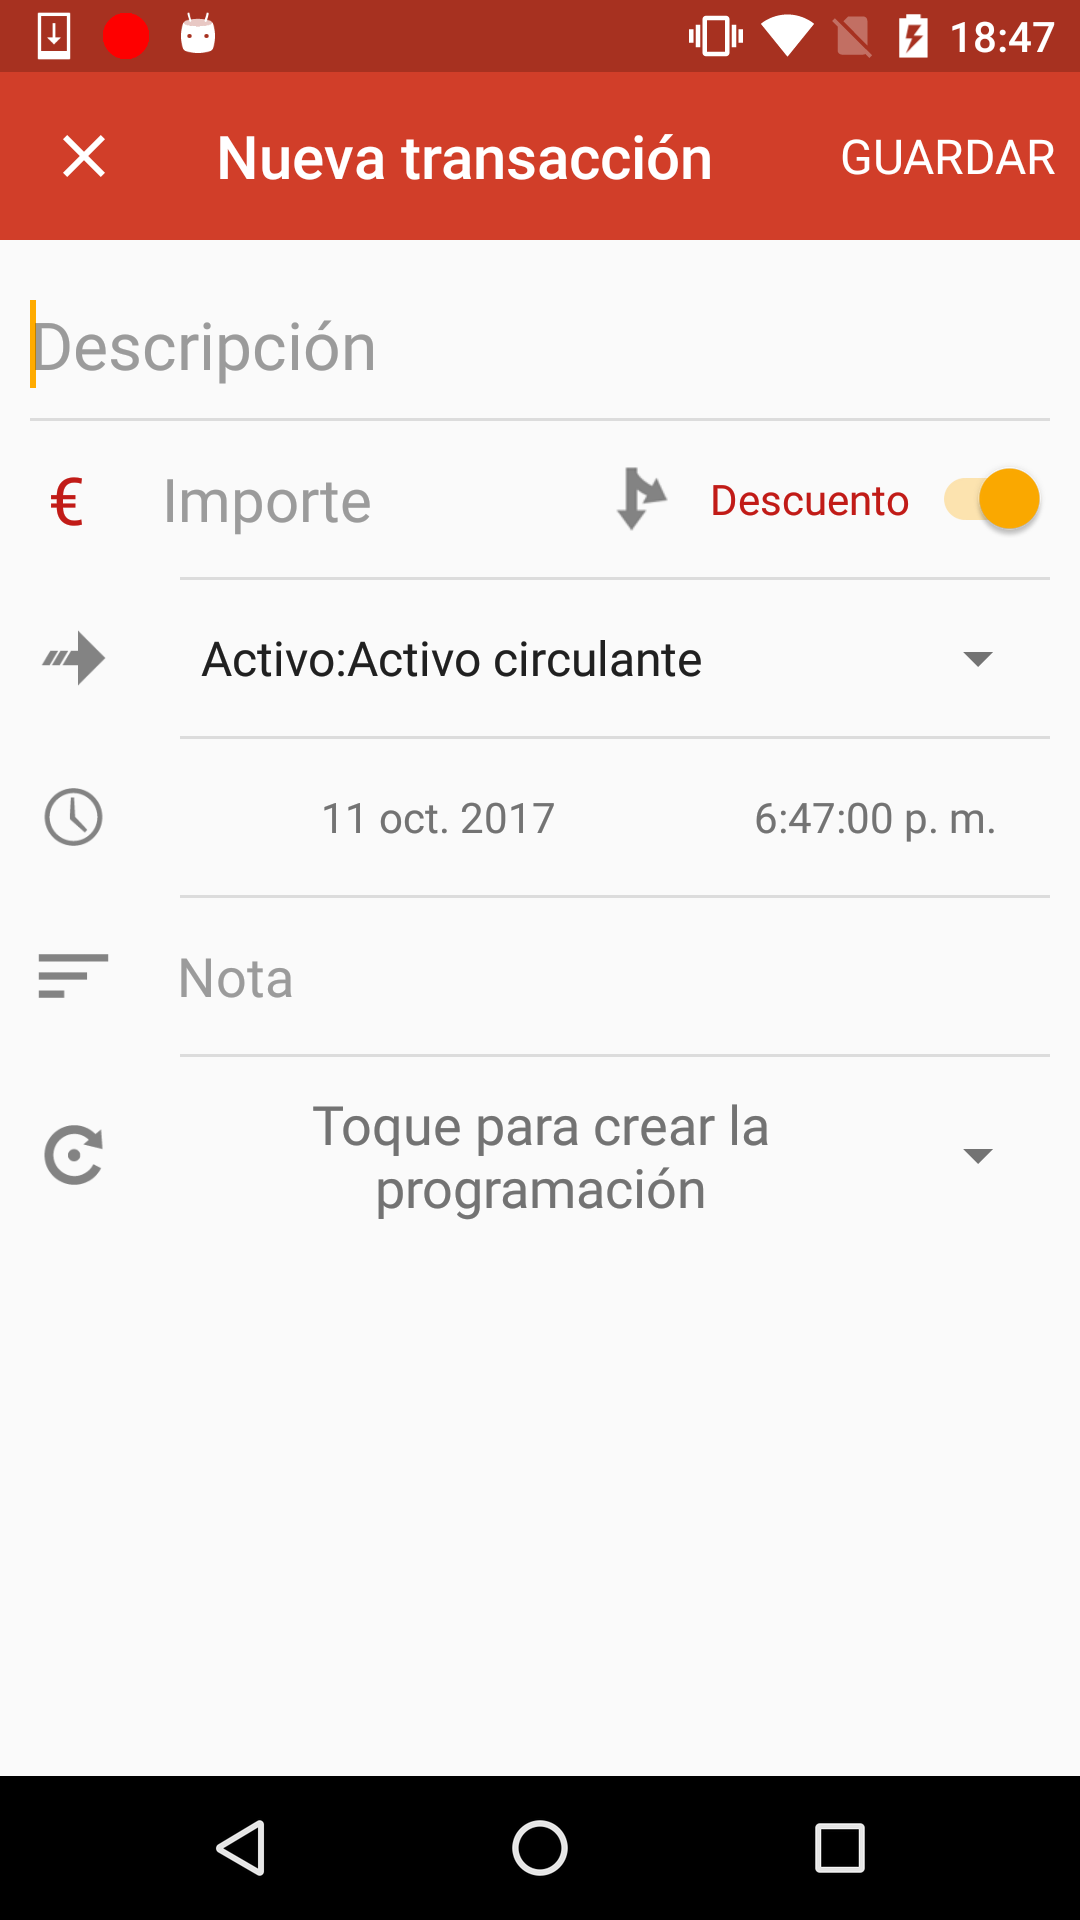 18:47
Nueva transacción GUARDAR
Descripción
€ Importe Descuento
Activo:Activo circulante
11 oct. 2017 6:47:00 p. m.
Nota
Toque para crear la
programación